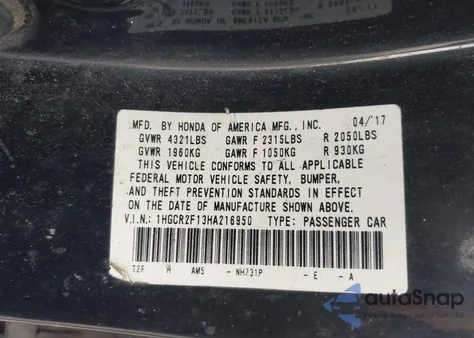 MFD. BY HONDA OF AMERICA MFG., INC. 04/'17
GVWR 4321LBS GAWR F 2315LBS R 2050LBS
GVWR 1960KG GAWR F 1050KG R 930KG
THIS VEHICLE CONFORMS TO ALL APPLICABLE
FEDERAL MOTOR VEHICLE SAFETY, BUMPER,
AND THEFT PREVENTION STANDARDS IN EFFECT
ON THE DATE OF MANUFACTURE SHOWN ABOVE.
V.I.N.: 1HGCR2F13HA216950 TYPE: PASSENGER CAR
T2F AM5 - NH731P - E - A
autoSnap